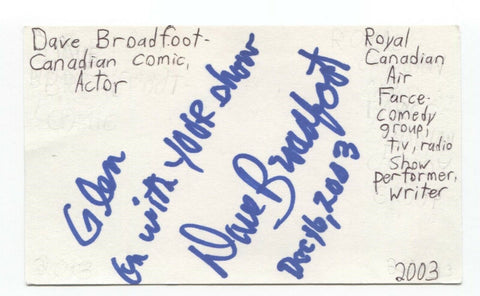 Dave Broadfoot-
Canadian comic,
Actor
Glen
On with your show
Dave Broadfoot
Dec 16, 2003
Royal
Canadian
Air
Farce-
comedy
group;
t.v, radio
Show
performer,
writer
2003